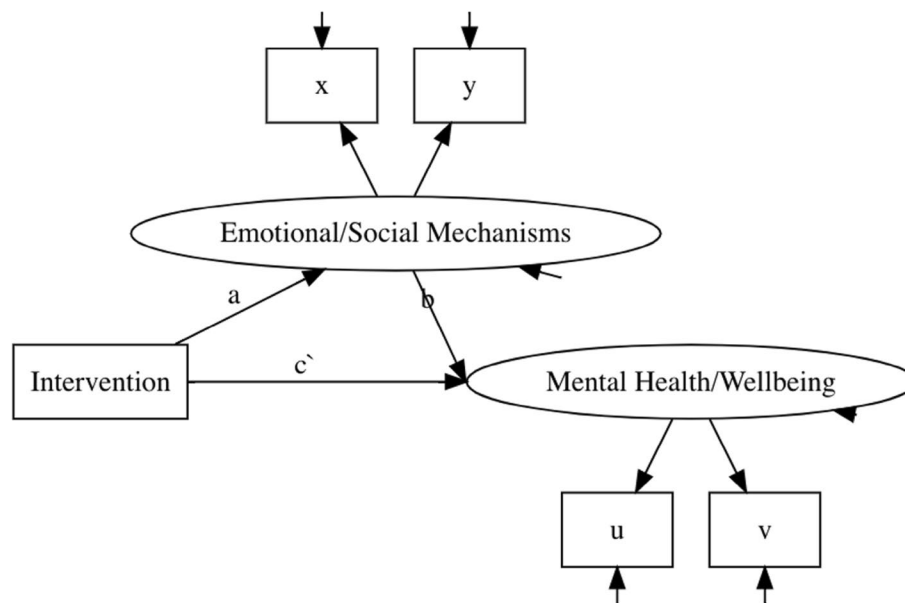 x
y
Emotional/Social Mechanisms
a
b
c`
Intervention
Mental Health/Wellbeing
u
v